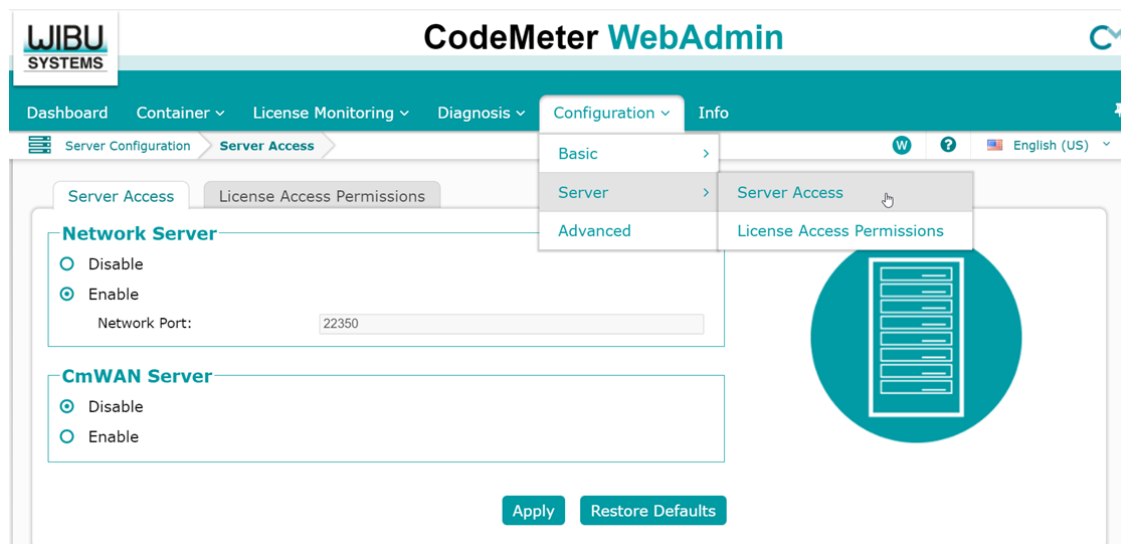 WIBU
SYSTEMS
CodeMeter WebAdmin
Dashboard Container License Monitoring Diagnosis Configuration Info
Server Configuration Server Access
W ? English (US)
Basic
Server
Advanced
Server Access
License Access Permissions
Server Access License Access Permissions
Network Server
Disable
Enable
Network Port: 22350
CmWAN Server
Disable
Enable
Apply Restore Defaults